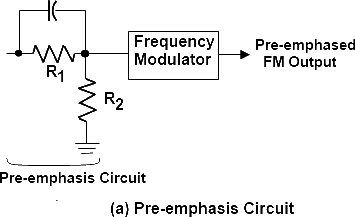 R1
R2
Frequency
Modulator
Pre-emphased
FM Output
Pre-emphasis Circuit
(a) Pre-emphasis Circuit